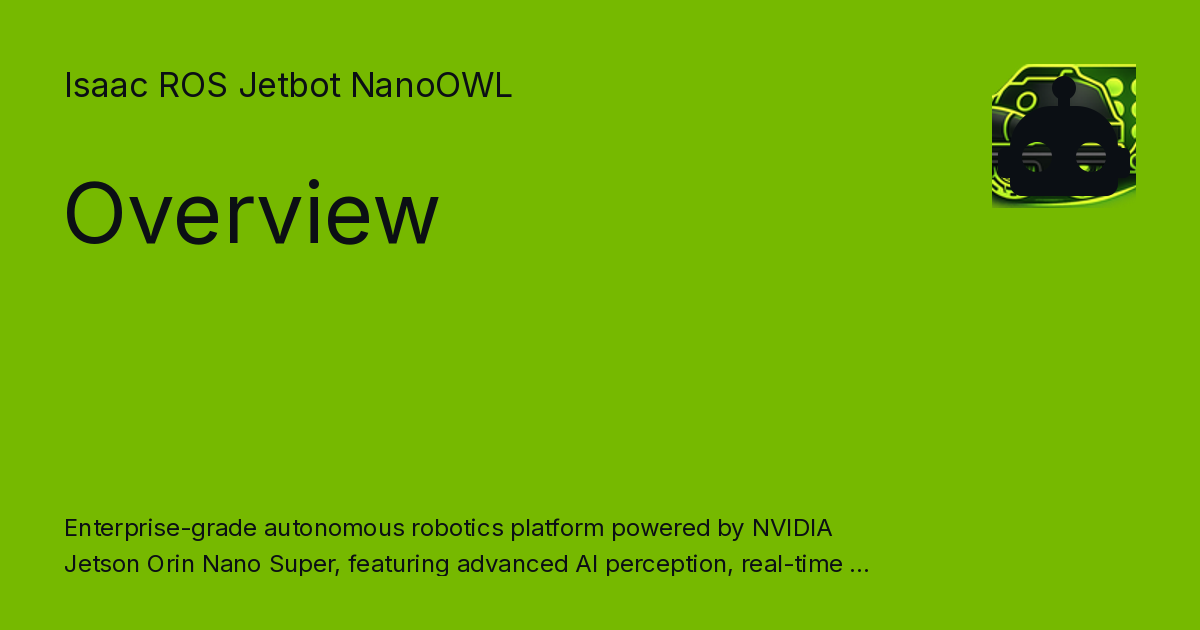 Isaac ROS Jetbot NanoOWL
Overview
Enterprise-grade autonomous robotics platform powered by NVIDIA
Jetson Orin Nano Super, featuring advanced AI perception, real-time ...